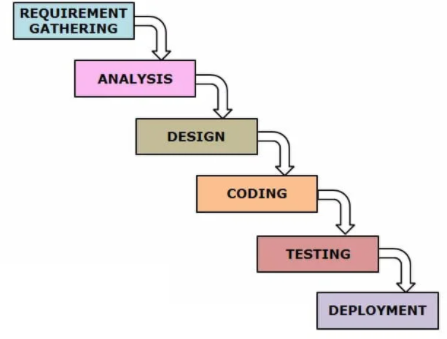 REQUIREMENT
GATHERING
ANALYSIS
DESIGN
CODING
TESTING
DEPLOYMENT